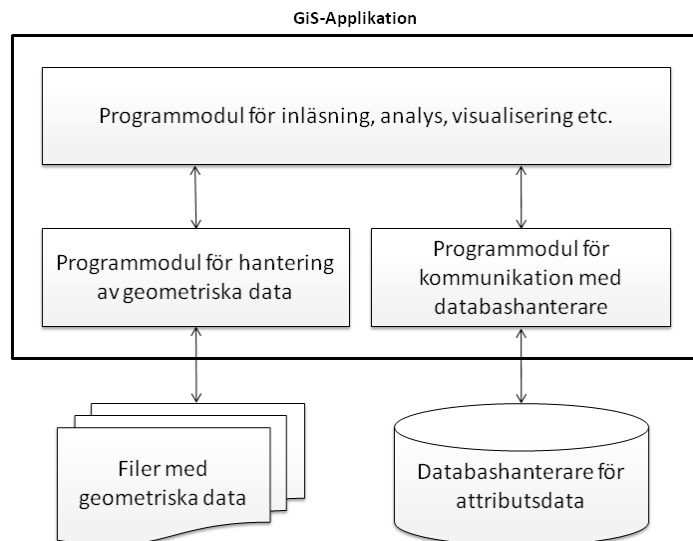 GiS-Applikation
Programmodul för inläsning, analys, visualisering etc.
Programmodul för hantering
av geometriska data
Programmodul för
kommunikation med
databashanterare
Filer med
geometriska data
Databashanterare för
attributsdata